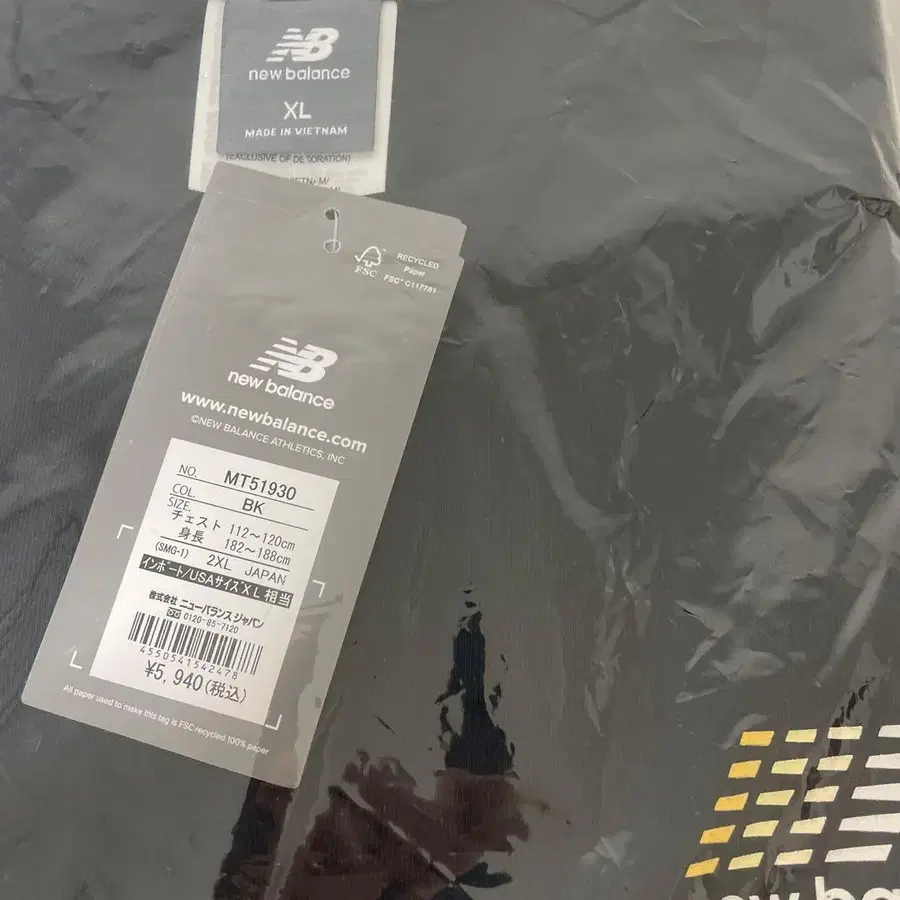 NB
new balance
XL
MADE IN VIETNAM
(EXCLUSIVE OF DECORATION)
FSC
RECYCLED
Paper
FSC® C117781
NB
new balance
www.newbalance.com
©NEW BALANCE ATHLETICS, INC
NO. MT51930
COL. BK
SIZE.
チェスト 112～120cm
身長 182～188cm
(SMG-1) 2XL JAPAN
インポート/USAサイズXL相当
株式会社 ニューバランス ジャパン
0120-85-7120
4550541542478
¥5,940(税込)
All paper used to make this tag is FSC recycled 100% paper